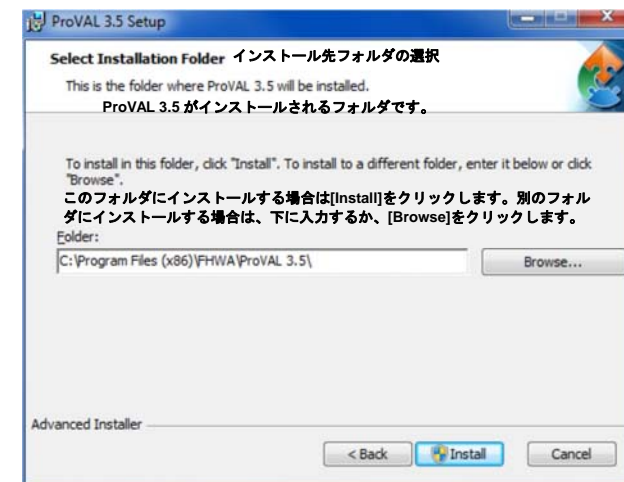 ProVAL 3.5 Setup
Select Installation Folder インストール先フォルダの選択
This is the folder where ProVAL 3.5 will be installed.
ProVAL 3.5 がインストールされるフォルダです。
To install in this folder, click "Install". To install to a different folder, enter it below or click
"Browse".
このフォルダにインストールする場合は[Install]をクリックします。別のフォル
ダにインストールする場合は、下に入力するか、[Browse]をクリックします。
Folder:
C:\Program Files (x86)\FHWA\ProVAL 3.5\
Browse...
Advanced Installer
< Back
Install
Cancel